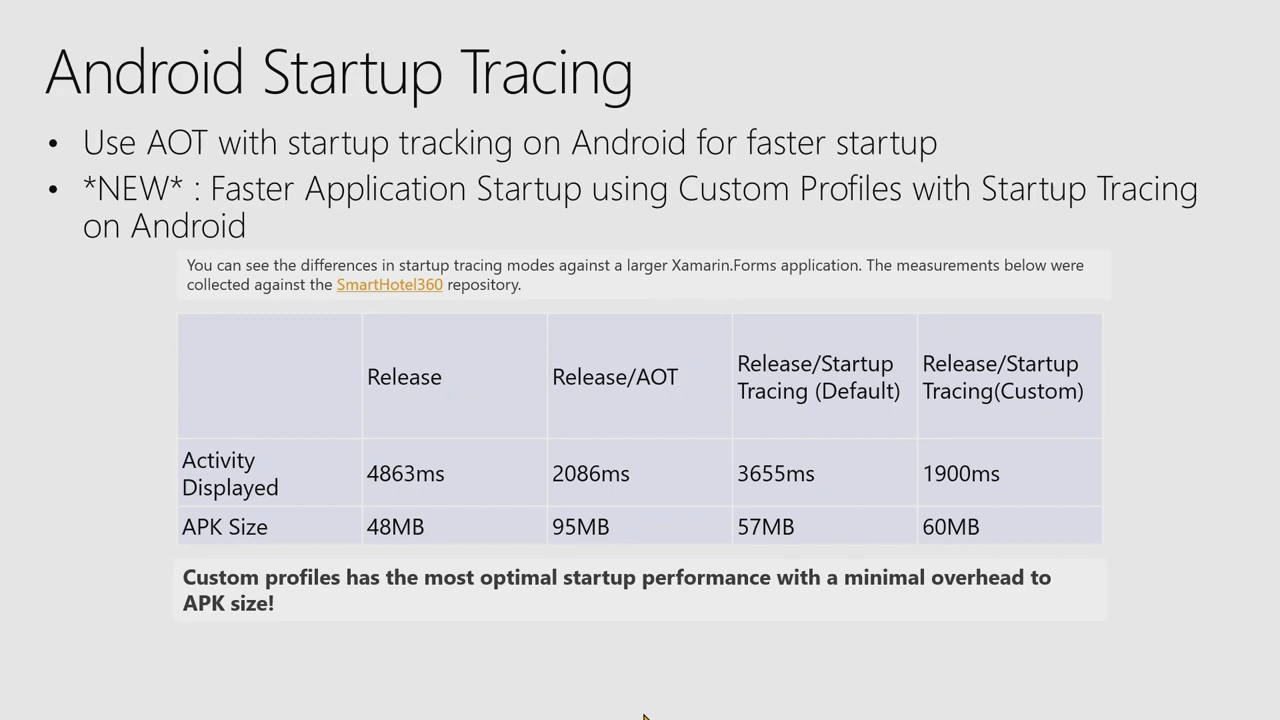 Android Startup Tracing
• Use AOT with startup tracking on Android for faster startup
• *NEW* : Faster Application Startup using Custom Profiles with Startup Tracing
on Android
You can see the differences in startup tracing modes against a larger Xamarin.Forms application. The measurements below were
collected against the SmartHotel360 repository.
Release Release/AOT Release/Startup Tracing (Default) Release/Startup Tracing(Custom)
Activity Displayed 4863ms 2086ms 3655ms 1900ms
APK Size 48MB 95MB 57MB 60MB
Custom profiles has the most optimal startup performance with a minimal overhead to
APK size!